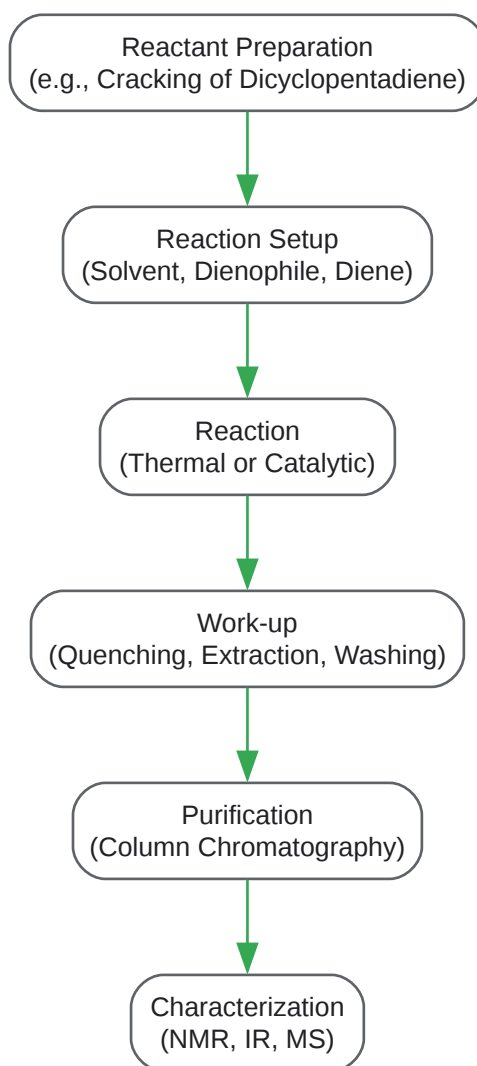 Reactant Preparation
(e.g., Cracking of Dicyclopentadiene)
Reaction Setup
(Solvent, Dienophile, Diene)
Reaction
(Thermal or Catalytic)
Work-up
(Quenching, Extraction, Washing)
Purification
(Column Chromatography)
Characterization
(NMR, IR, MS)